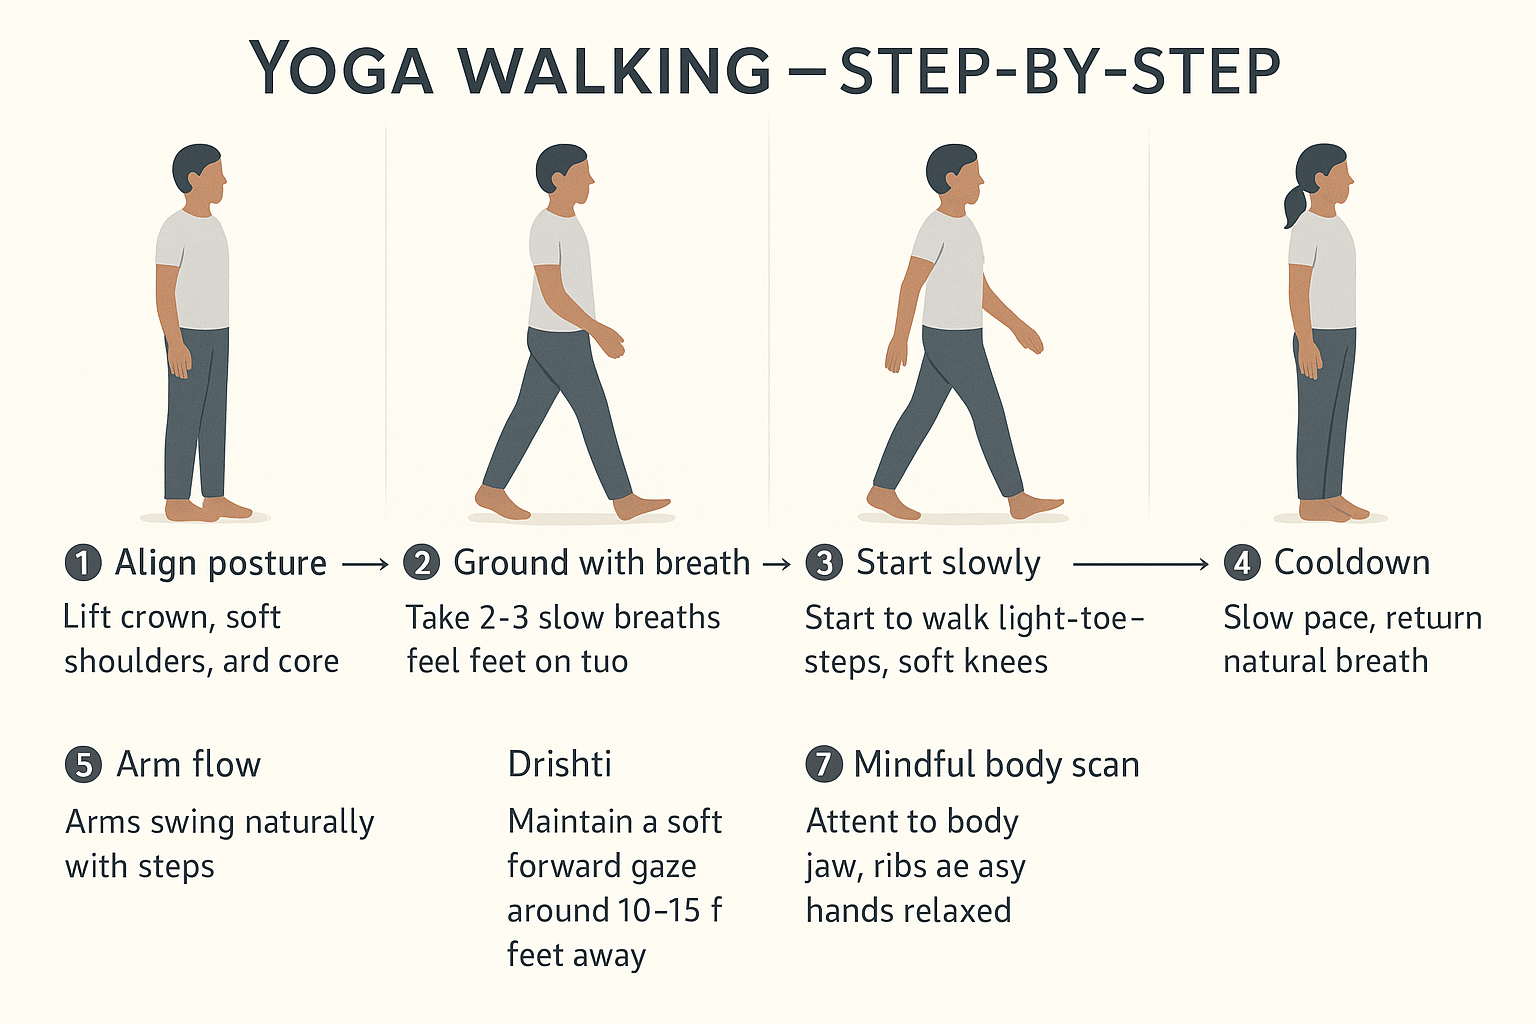 YOGA WALKING – STEP-BY-STEP
1 Align posture → 2 Ground with breath → 3 Start slowly → 4 Cooldown
Lift crown, soft
shoulders, ard core
Take 2-3 slow breaths
feel feet on tuo
Start to walk light-toe–
steps, soft knees
Slow pace, return
natural breath
5 Arm flow
Arms swing naturally
with steps
Drishti
Maintain a soft
forward gaze
around 10–15 f
feet away
7 Mindful body scan
Attent to body
jaw, ribs ae asy
hands relaxed